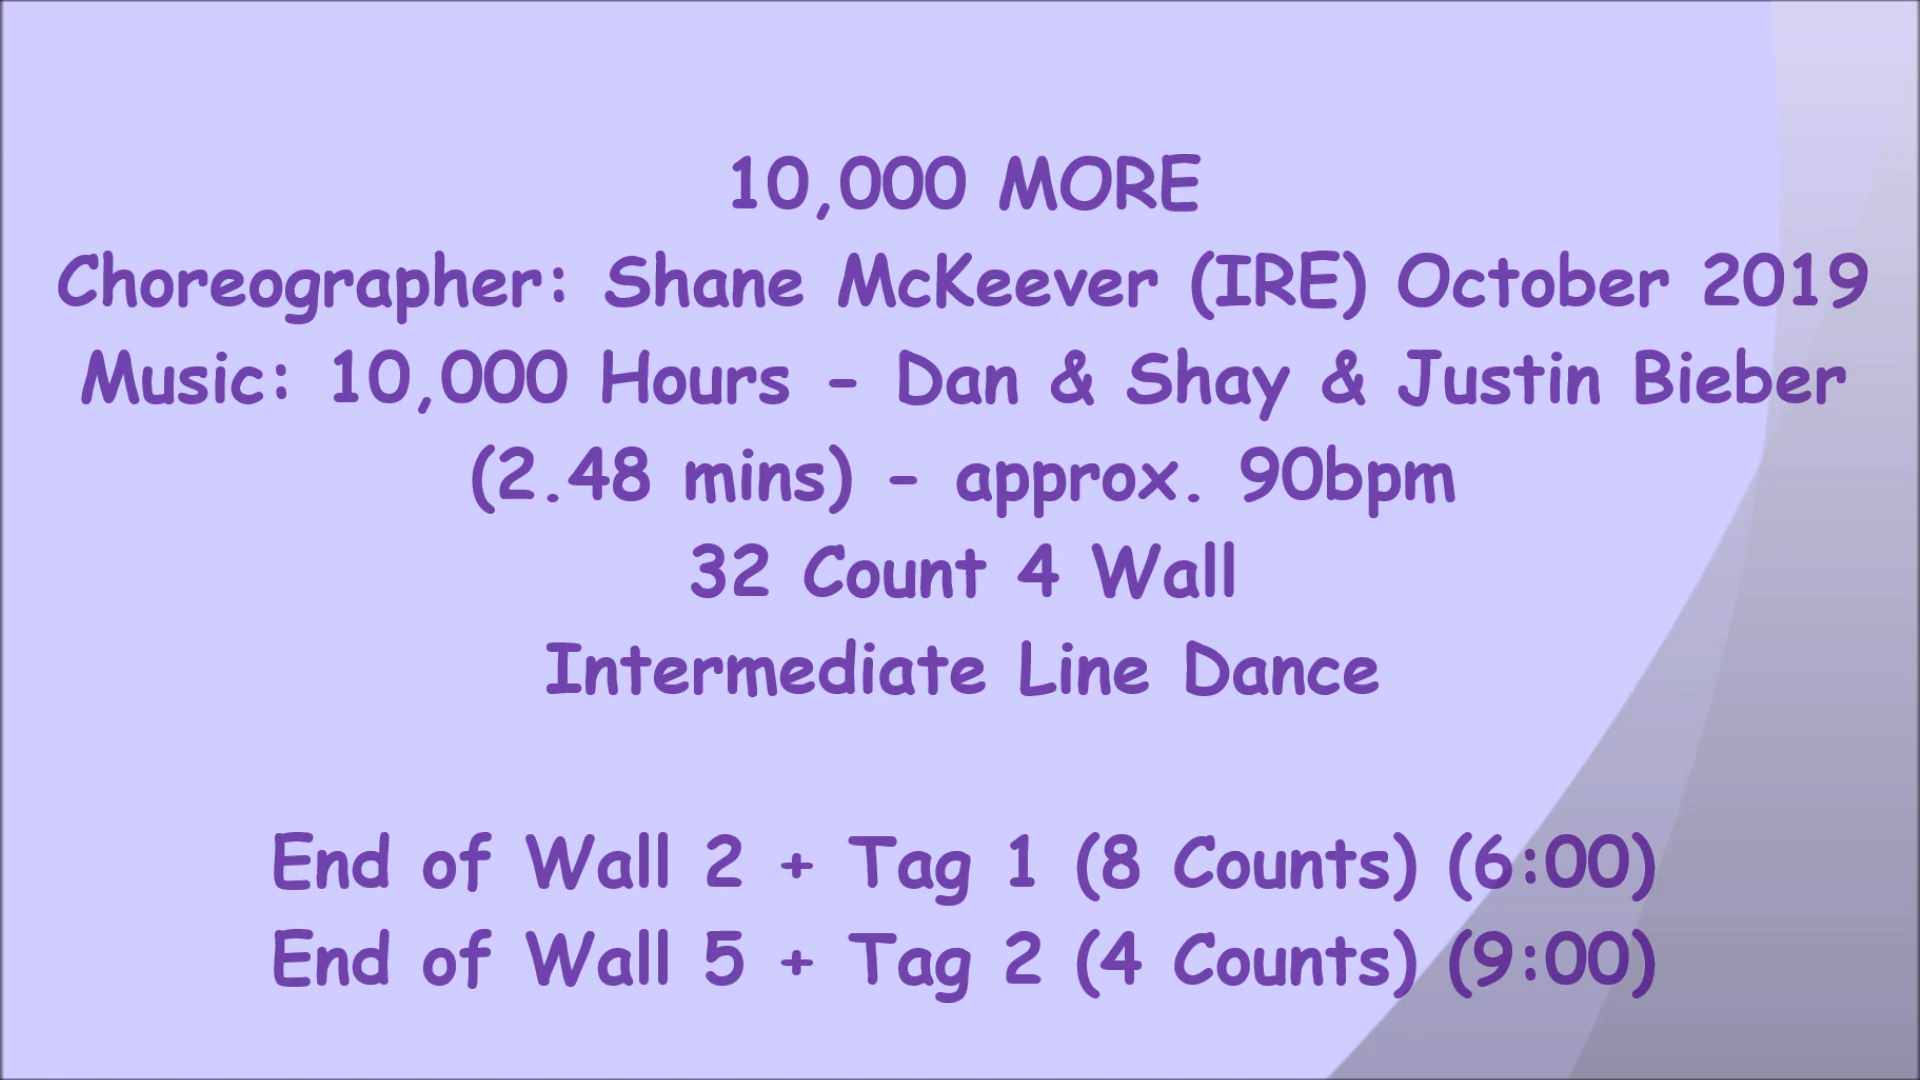 10,000 MORE
Choreographer: Shane McKeever (IRE) October 2019
Music: 10,000 Hours - Dan & Shay & Justin Bieber
(2.48 mins) - approx. 90bpm
32 Count 4 Wall
Intermediate Line Dance
End of Wall 2 + Tag 1 (8 Counts) (6:00)
End of Wall 5 + Tag 2 (4 Counts) (9:00)